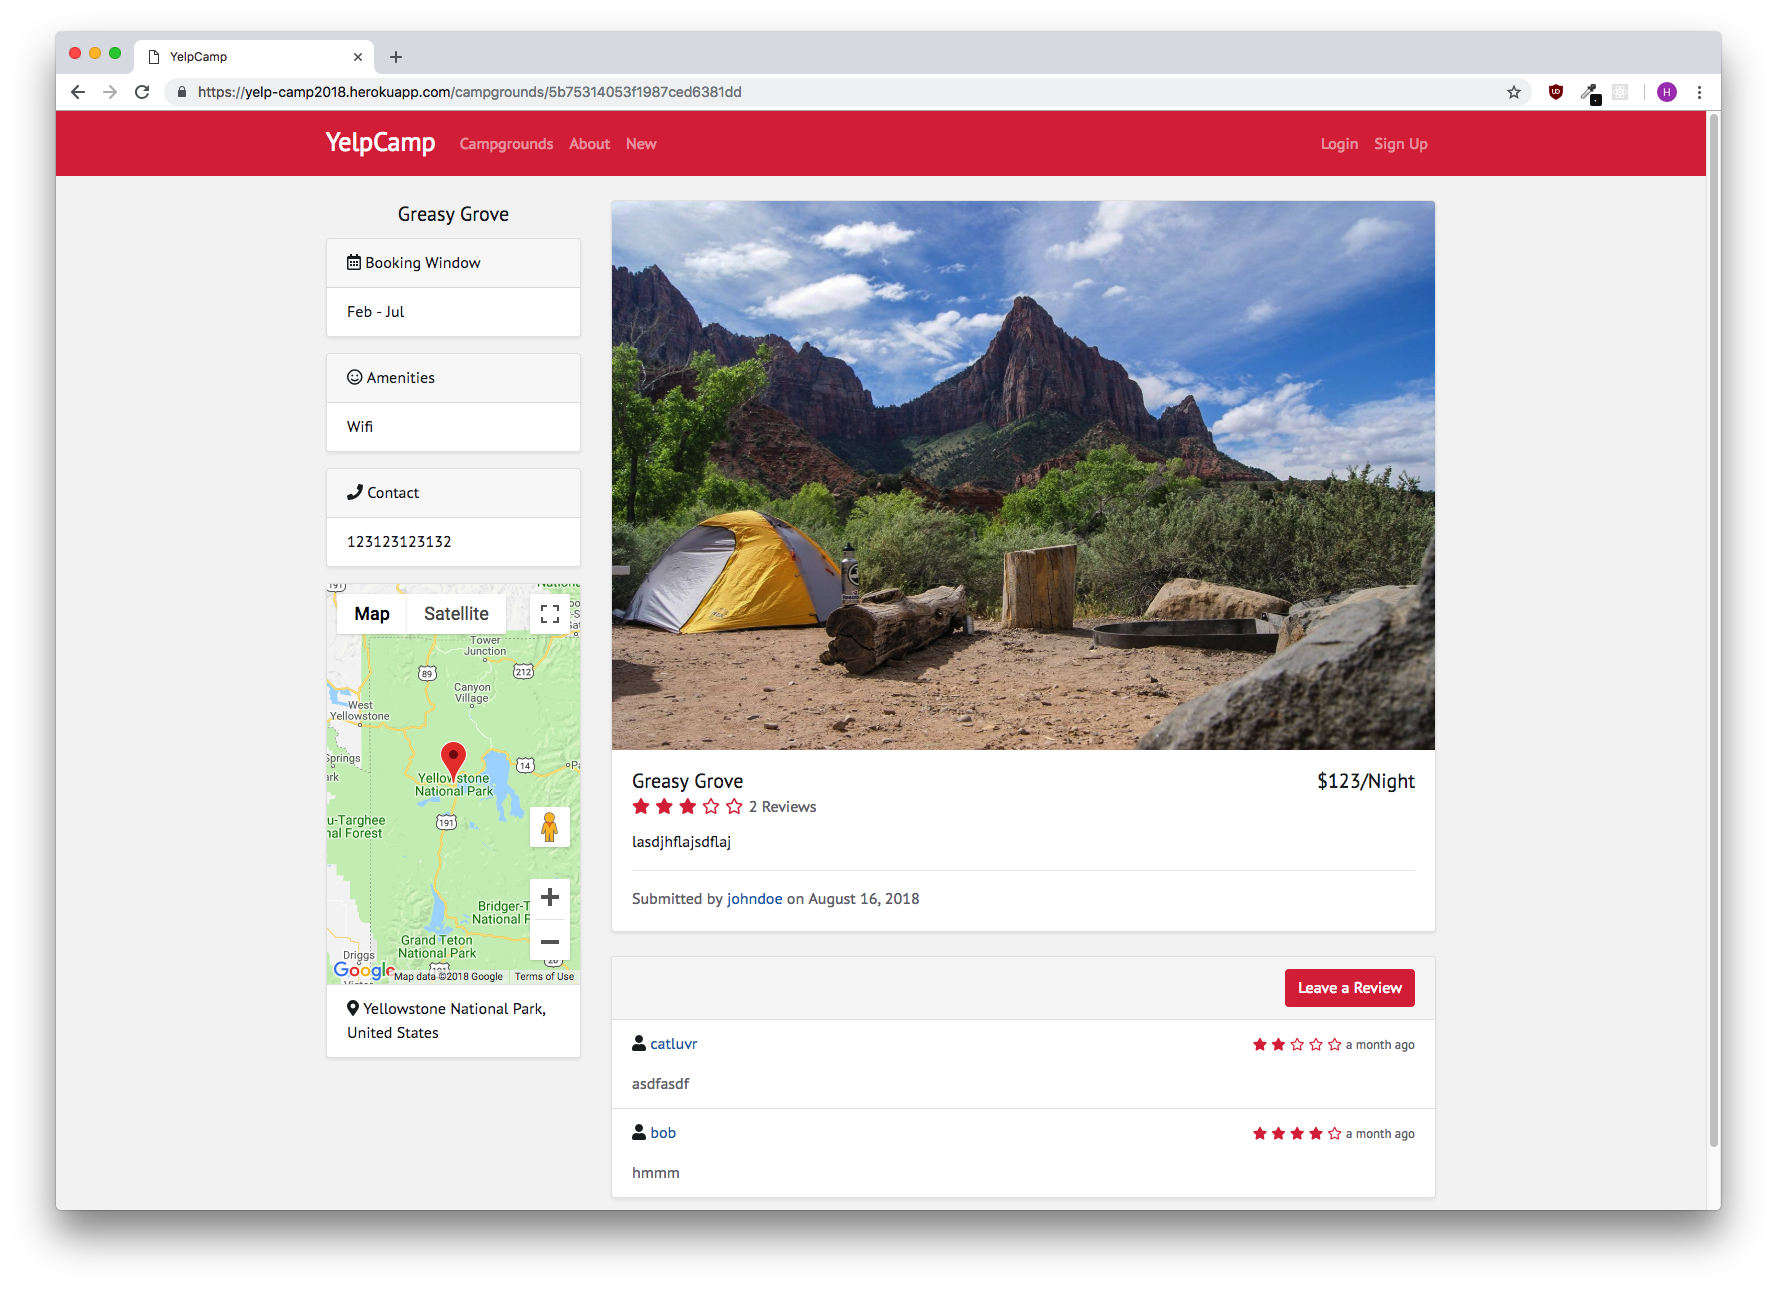 YelpCamp
https://yelp-camp2018.herokuapp.com/campgrounds/5b75314053f1987ced6381dd
H
YelpCamp Campgrounds About New Login Sign Up
Greasy Grove
Booking Window
Feb - Jul
Amenities
Wifi
Contact
123123123132
191
Map Satellite
Tower
Junction
89
212
Canyon
Village
West
Yellowstone
Springs
14
Yellowstone
National Park
191
Bridger-T
National F
Grand Teton
National Park
Driggs
Google Map data ©2018 Google Terms of Use
Yellowstone National Park,
United States
Greasy Grove $123/Night
2 Reviews
lasdjhflajsdflaj
Submitted by johndoe on August 16, 2018
Leave a Review
catluvr a month ago
asdfasdf
bob a month ago
hmmm